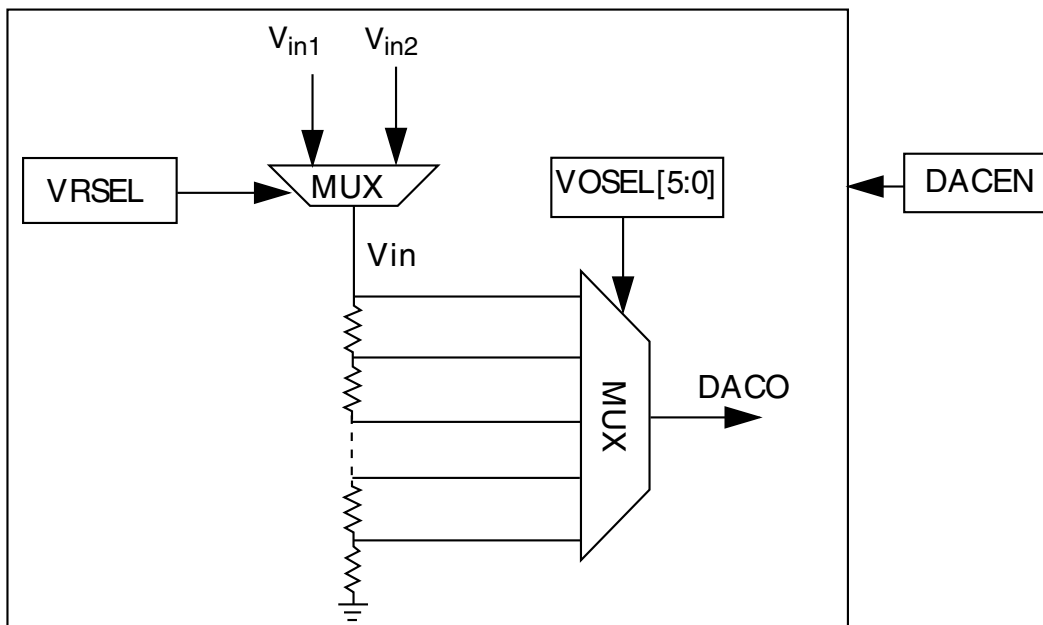 Vin1 Vin2
VRSEL
MUX
VOSEL[5:0]
DACEN
Vin
MUX
DACO